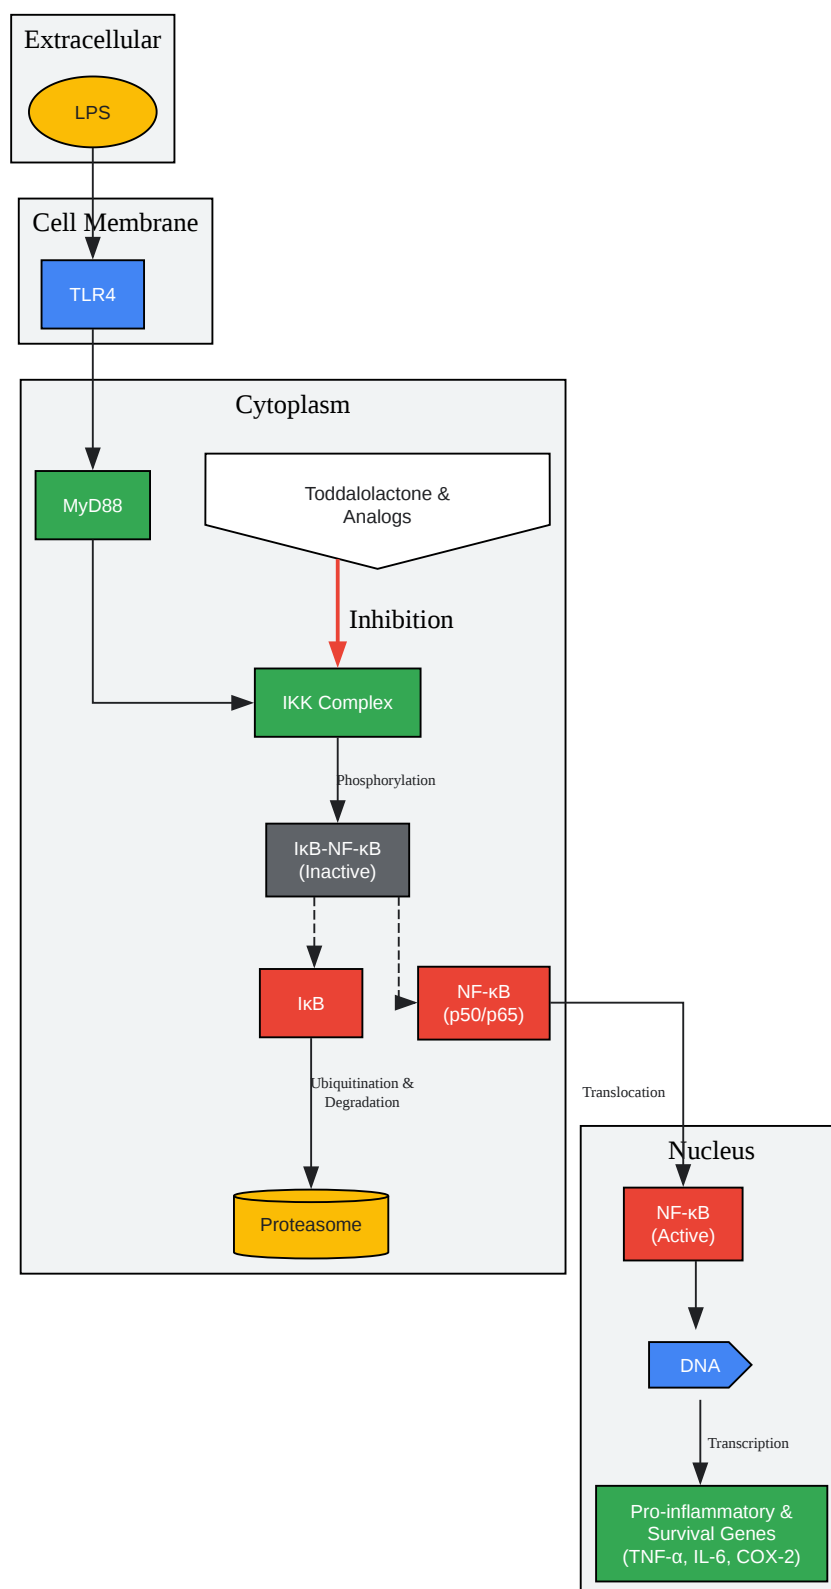 Extracellular
LPS
Cell Membrane
TLR4
Cytoplasm
MyD88
Toddalolactone &
Analogs
Inhibition
IKK Complex
Phosphorylation
IκB-NF-κB
(Inactive)
IκB
NF-κB
(p50/p65)
Ubiquitination &
Degradation
Translocation
Proteasome
Nucleus
NF-κB
(Active)
DNA
Transcription
Pro-inflammatory &
Survival Genes
(TNF-α, IL-6, COX-2)